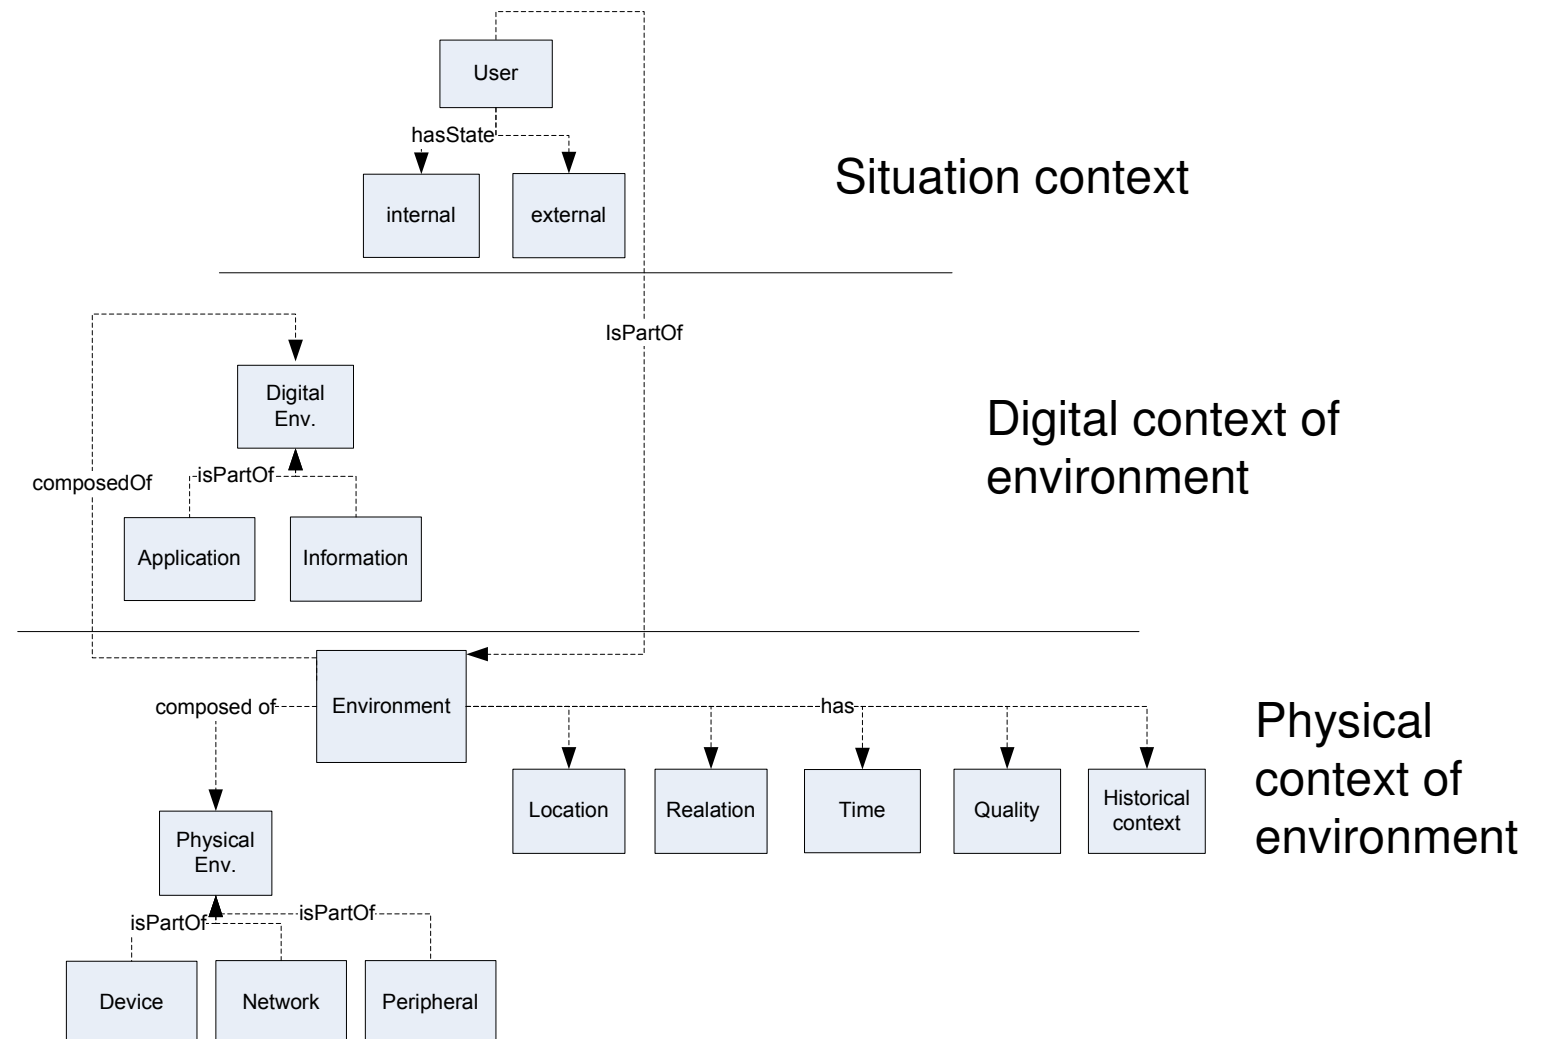 User
hasState
internal
external
Situation context
IsPartOf
Digital
Env.
isPartOf
composedOf
Application
Information
Digital context of
environment
Environment
composed of
has
Location
Realation
Time
Quality
Historical
context
Physical
context of
environment
Physical
Env.
isPartOf
isPartOf
Device
Network
Peripheral